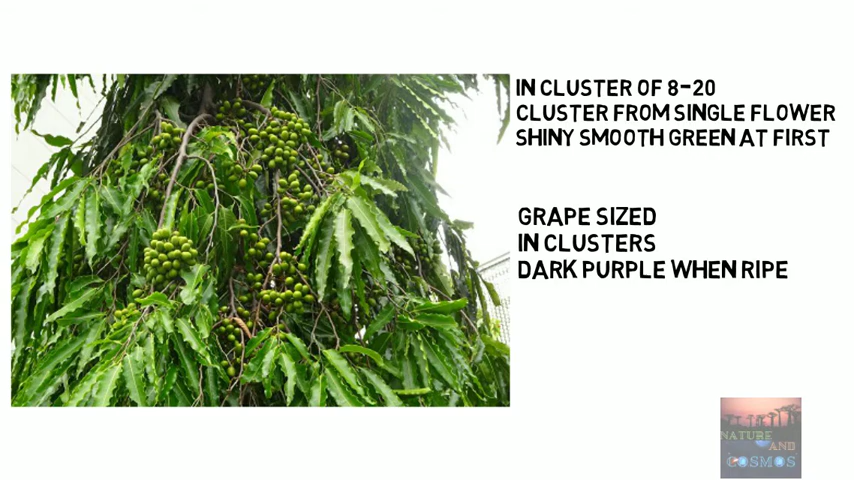 IN CLUSTER OF 8-20
CLUSTER FROM SINGLE FLOWER
SHINY SMOOTH GREEN AT FIRST
GRAPE SIZED
IN CLUSTERS
DARK PURPLE WHEN RIPE
NATURE
AND
COSMOS